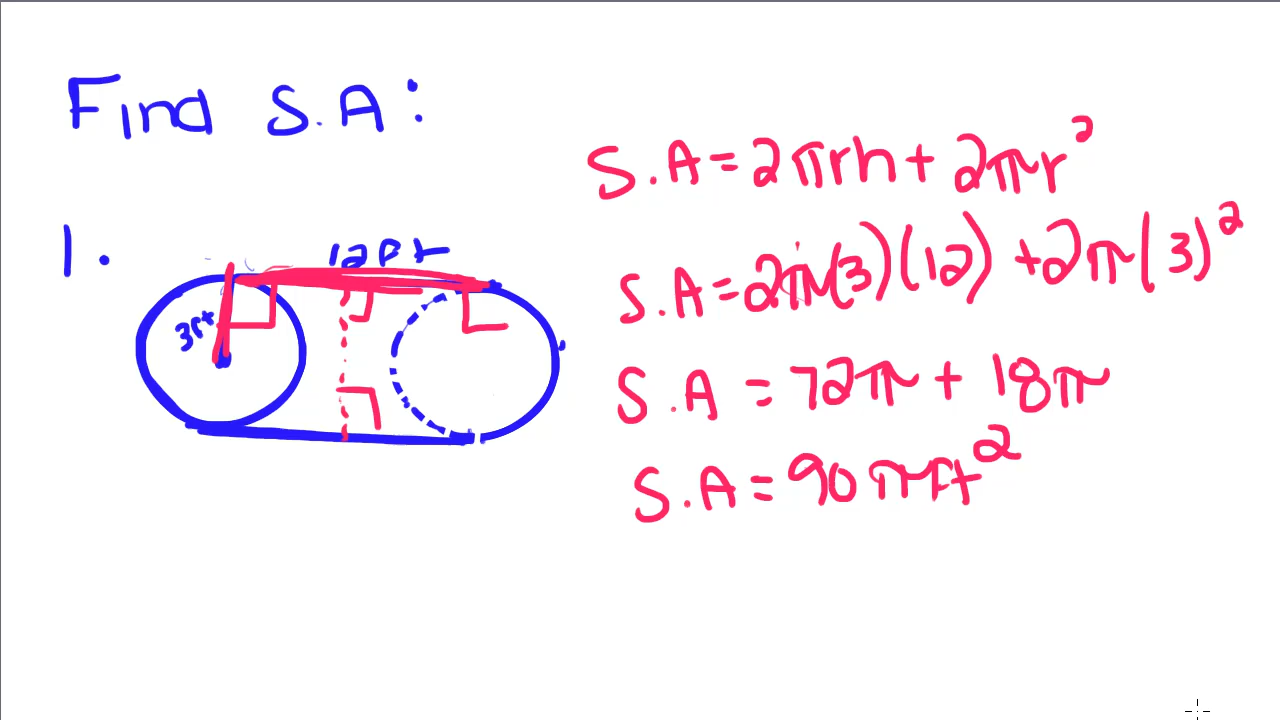 Find S.A:
1.
12ft
3ft
S.A = 2πrh + 2πr²
S.A = 2π(3)(12) + 2π(3)²
S.A = 72π + 18π
S.A = 90π ft²